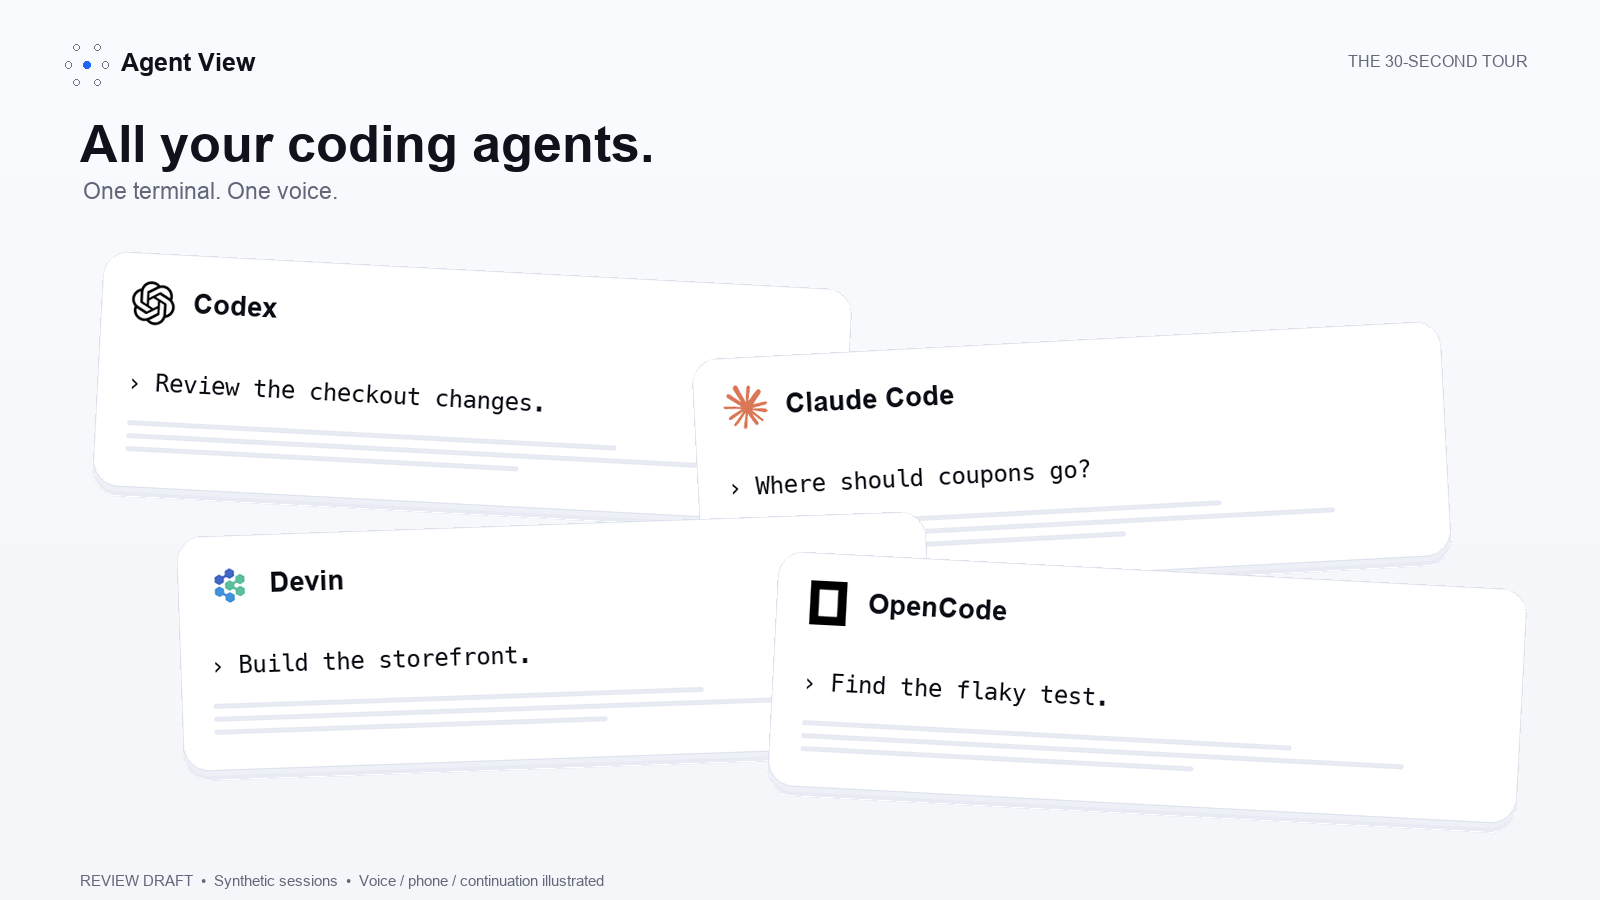 Agent View
THE 30-SECOND TOUR
All your coding agents.
One terminal. One voice.
Codex
› Review the checkout changes.
Claude Code
› Where should coupons go?
Devin
› Build the storefront.
OpenCode
› Find the flaky test.
REVIEW DRAFT • Synthetic sessions • Voice / phone / continuation illustrated